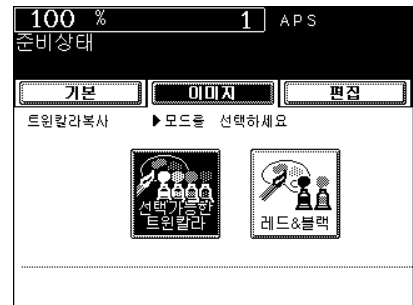 100 % 1 APS
준비상태
기본 이미지 편집
트윈칼라복사 ▶모드를 선택하세요
선택가능한
트윈칼라
레드&블랙